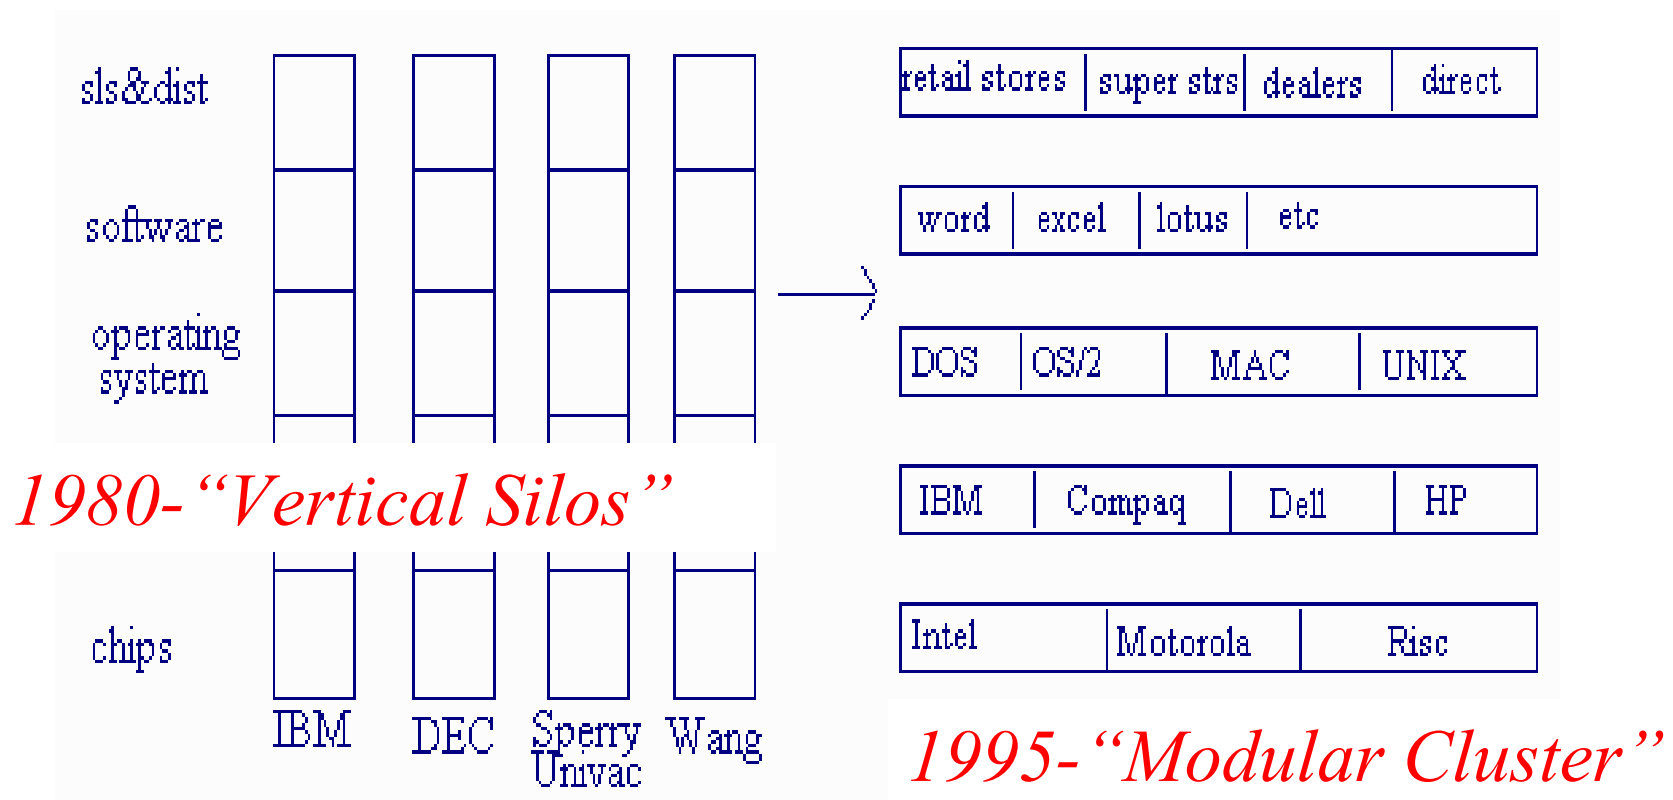 sls&dist
software
operating
system
1980-“Vertical Silos”
chips
IBM
DEC
Sperry
Univac
Wang
retail stores
super strs
dealers
direct
word
excel
lotus
etc
DOS
OS/2
MAC
UNIX
IBM
Compaq
Dell
HP
Intel
Motorola
Risc
1995-“Modular Cluster”